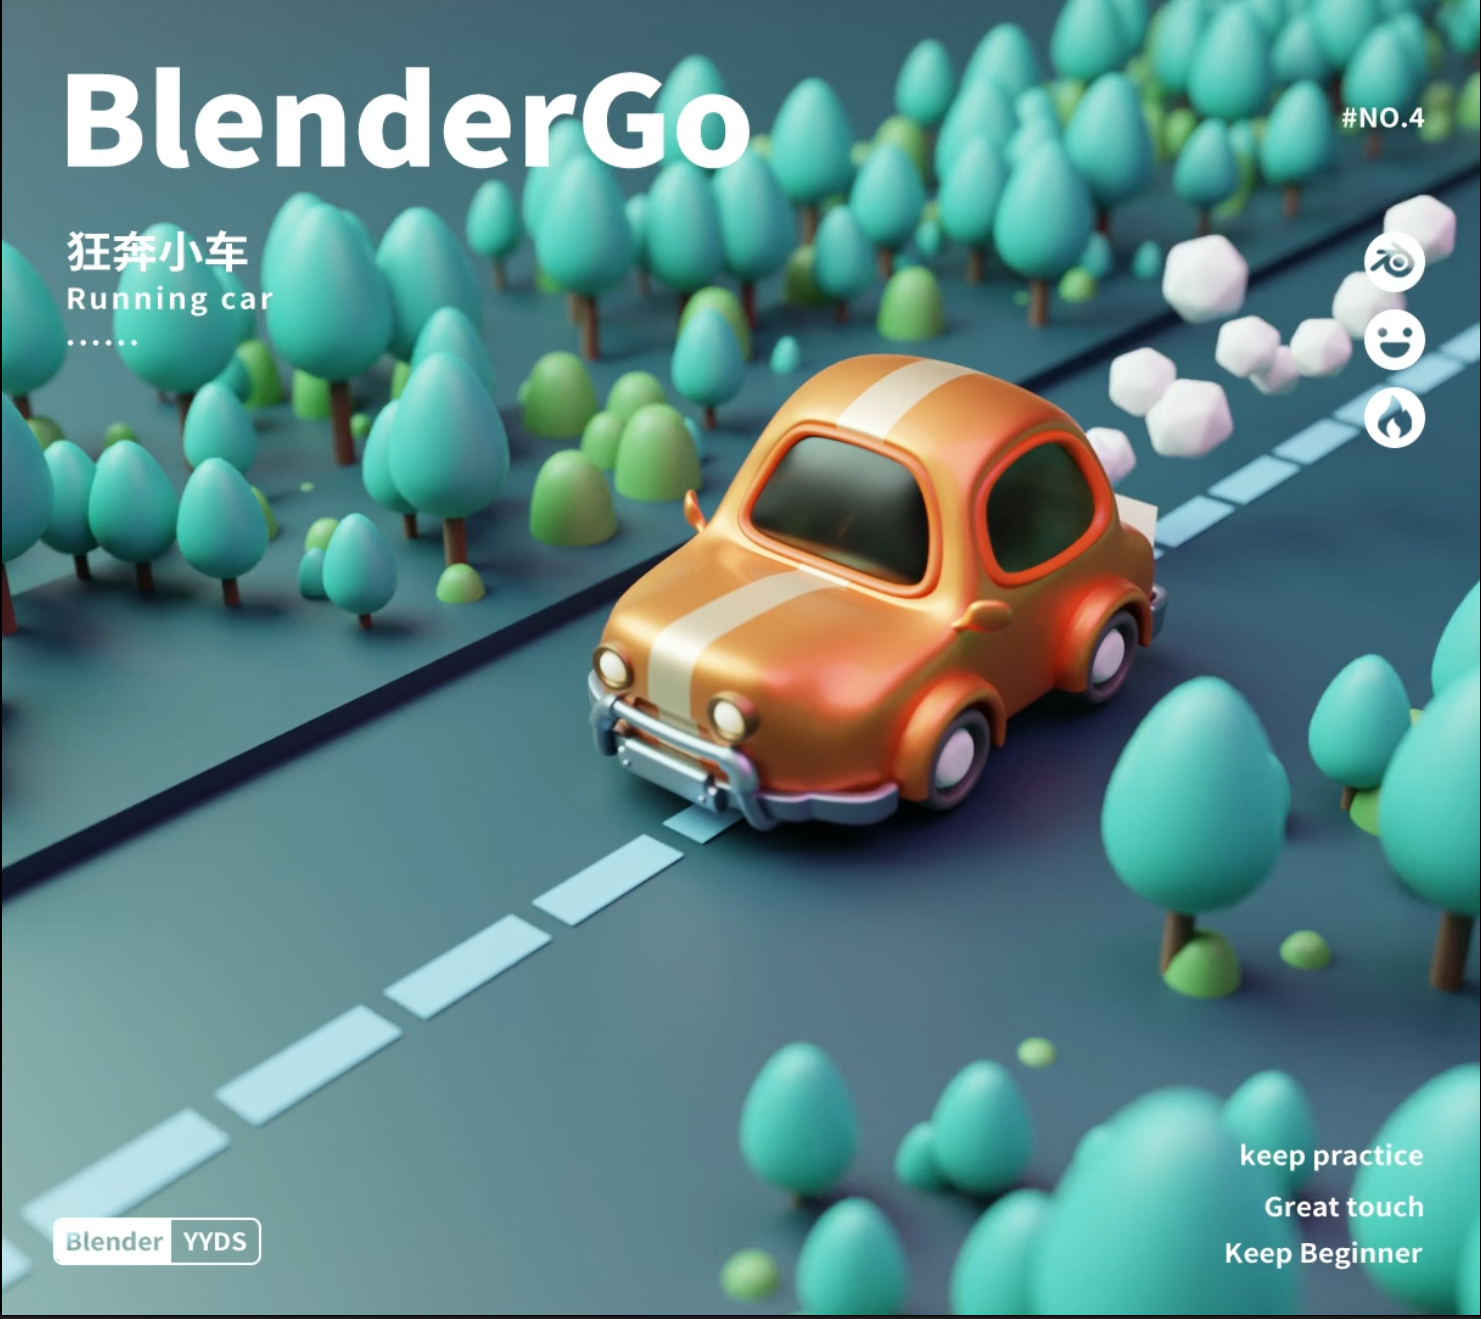 BlenderGo
#NO.4
狂奔小车
Running car
......
keep practice
Great touch
Keep Beginner
Blender YYDS